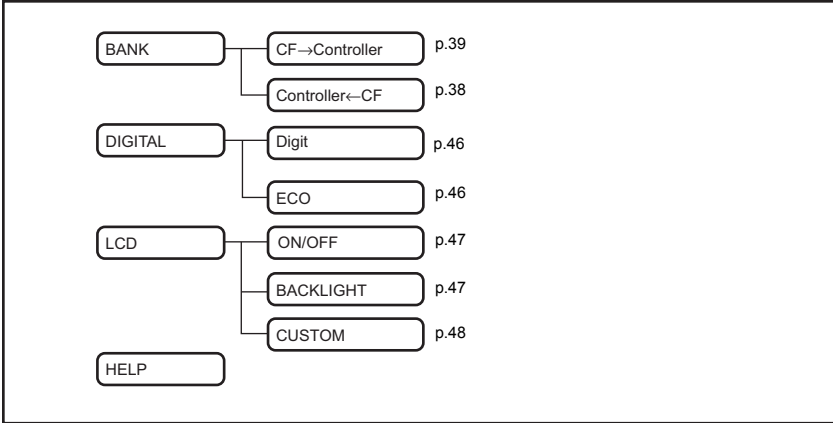 BANK CF→Controller p.39
Controller←CF p.38
DIGITAL Digit p.46
ECO p.46
LCD ON/OFF p.47
BACKLIGHT p.47
CUSTOM p.48
HELP